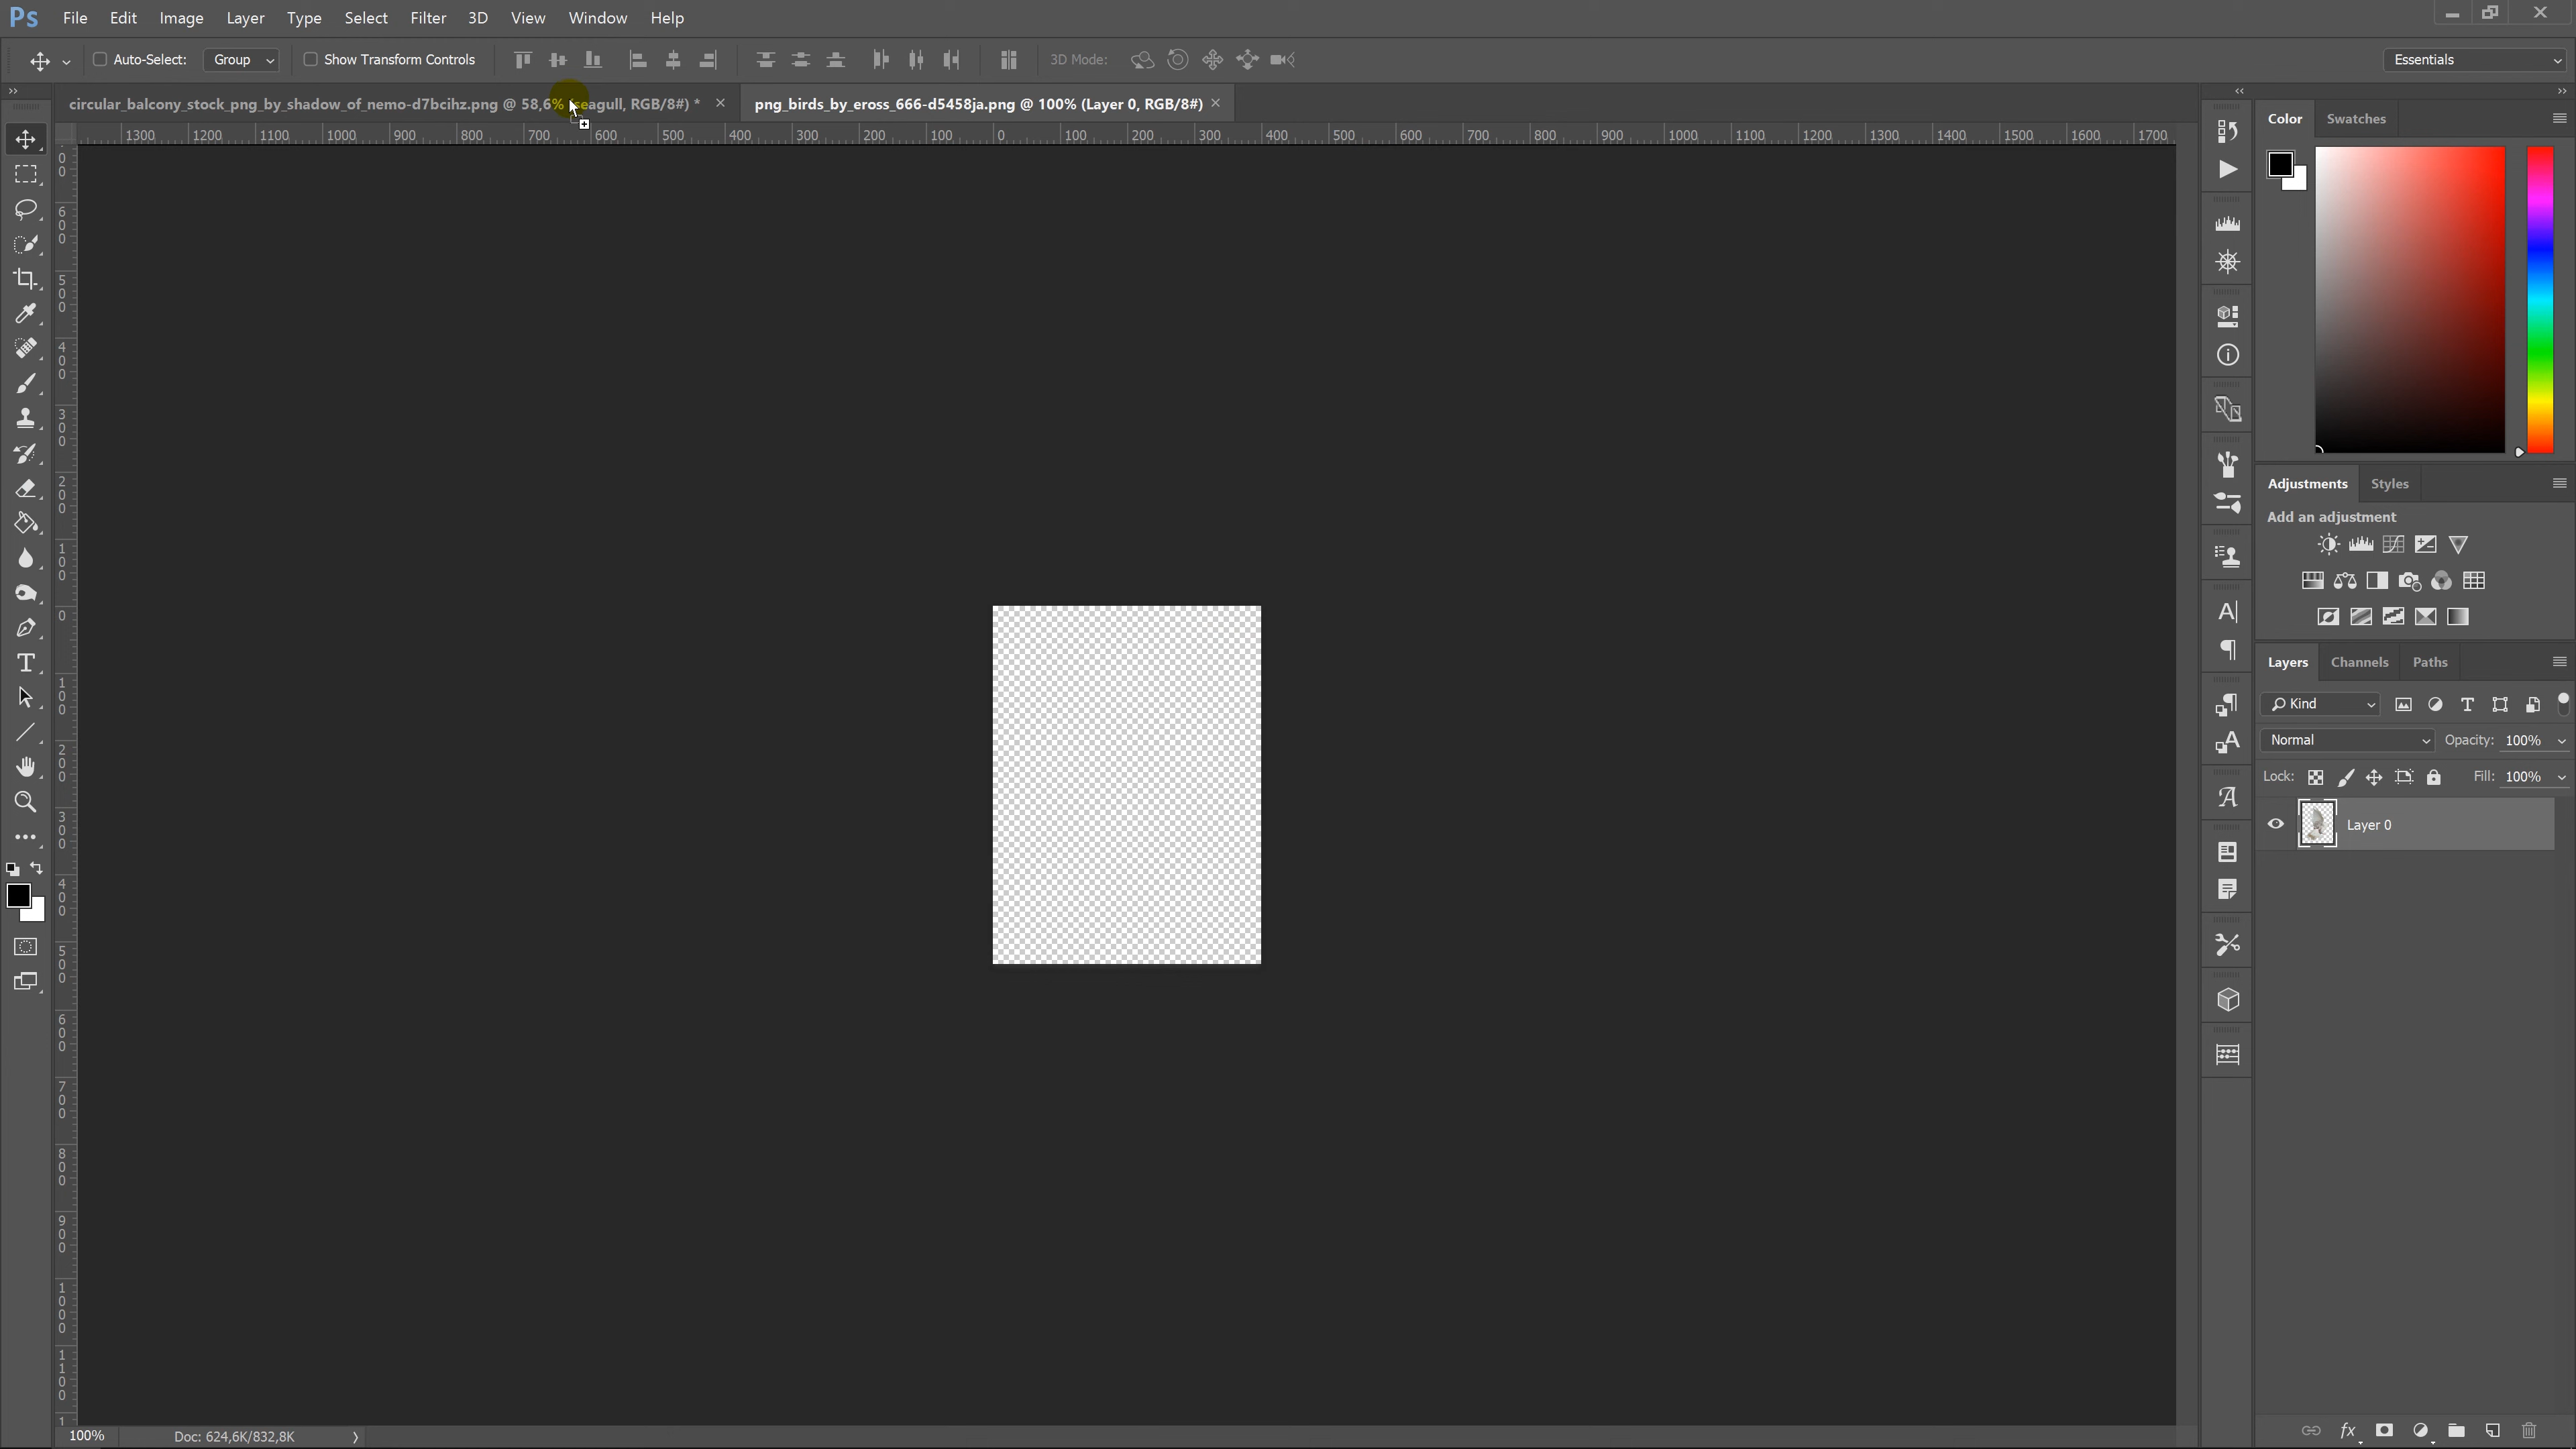 Ps File Edit Image Layer Type Select Filter 3D View Window Help
Auto-Select: Group Show Transform Controls 3D Mode: Essentials
circular_balcony_stock_png_by_shadow_of_nemo-d7bcihz.png @ 58,6% eagull, RGB/8#) * png_birds_by_eross_666-d5458ja.png @ 100% (Layer 0, RGB/8#)
1300 1200 1100 1000 900 800 700 600 500 400 300 200 100 0 100 200 300 400 500 600 700 800 900 1000 1100 1200 1300 1400 1500 1600 1700
00
600
500
400
300
200
100
0
100
200
300
400
500
600
700
800
900
1000
1100
1
Color Swatches
Adjustments Styles
Add an adjustment
Layers Channels Paths
Kind
Normal Opacity: 100%
Lock: Fill: 100%
Layer 0
fx
100% Doc: 624,6K/832,8K